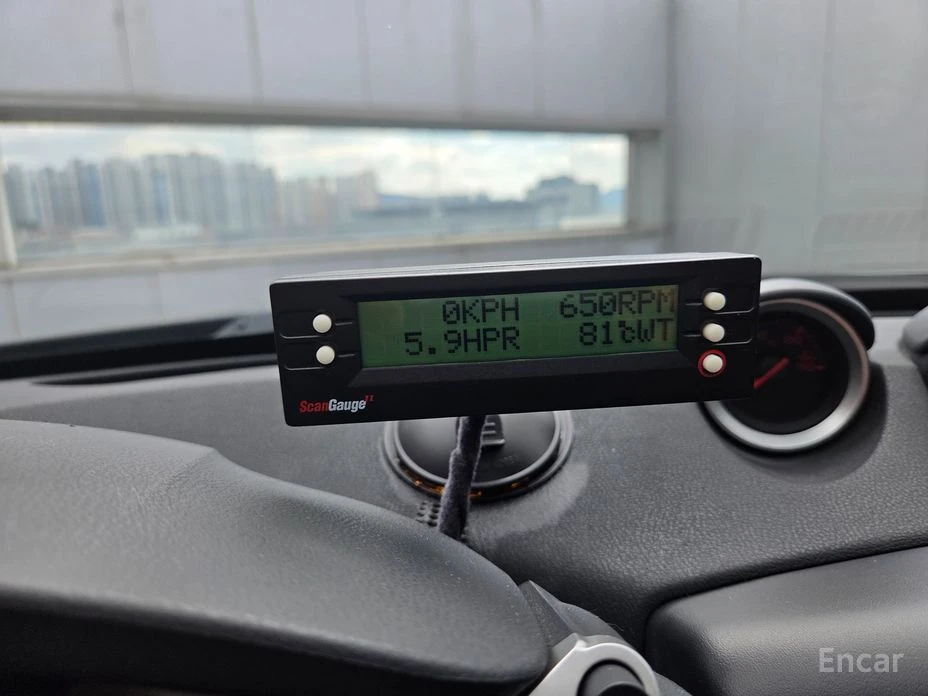 0KPH 650RPM
5.9HPR 81℃WT
ScanGauge II
Encar